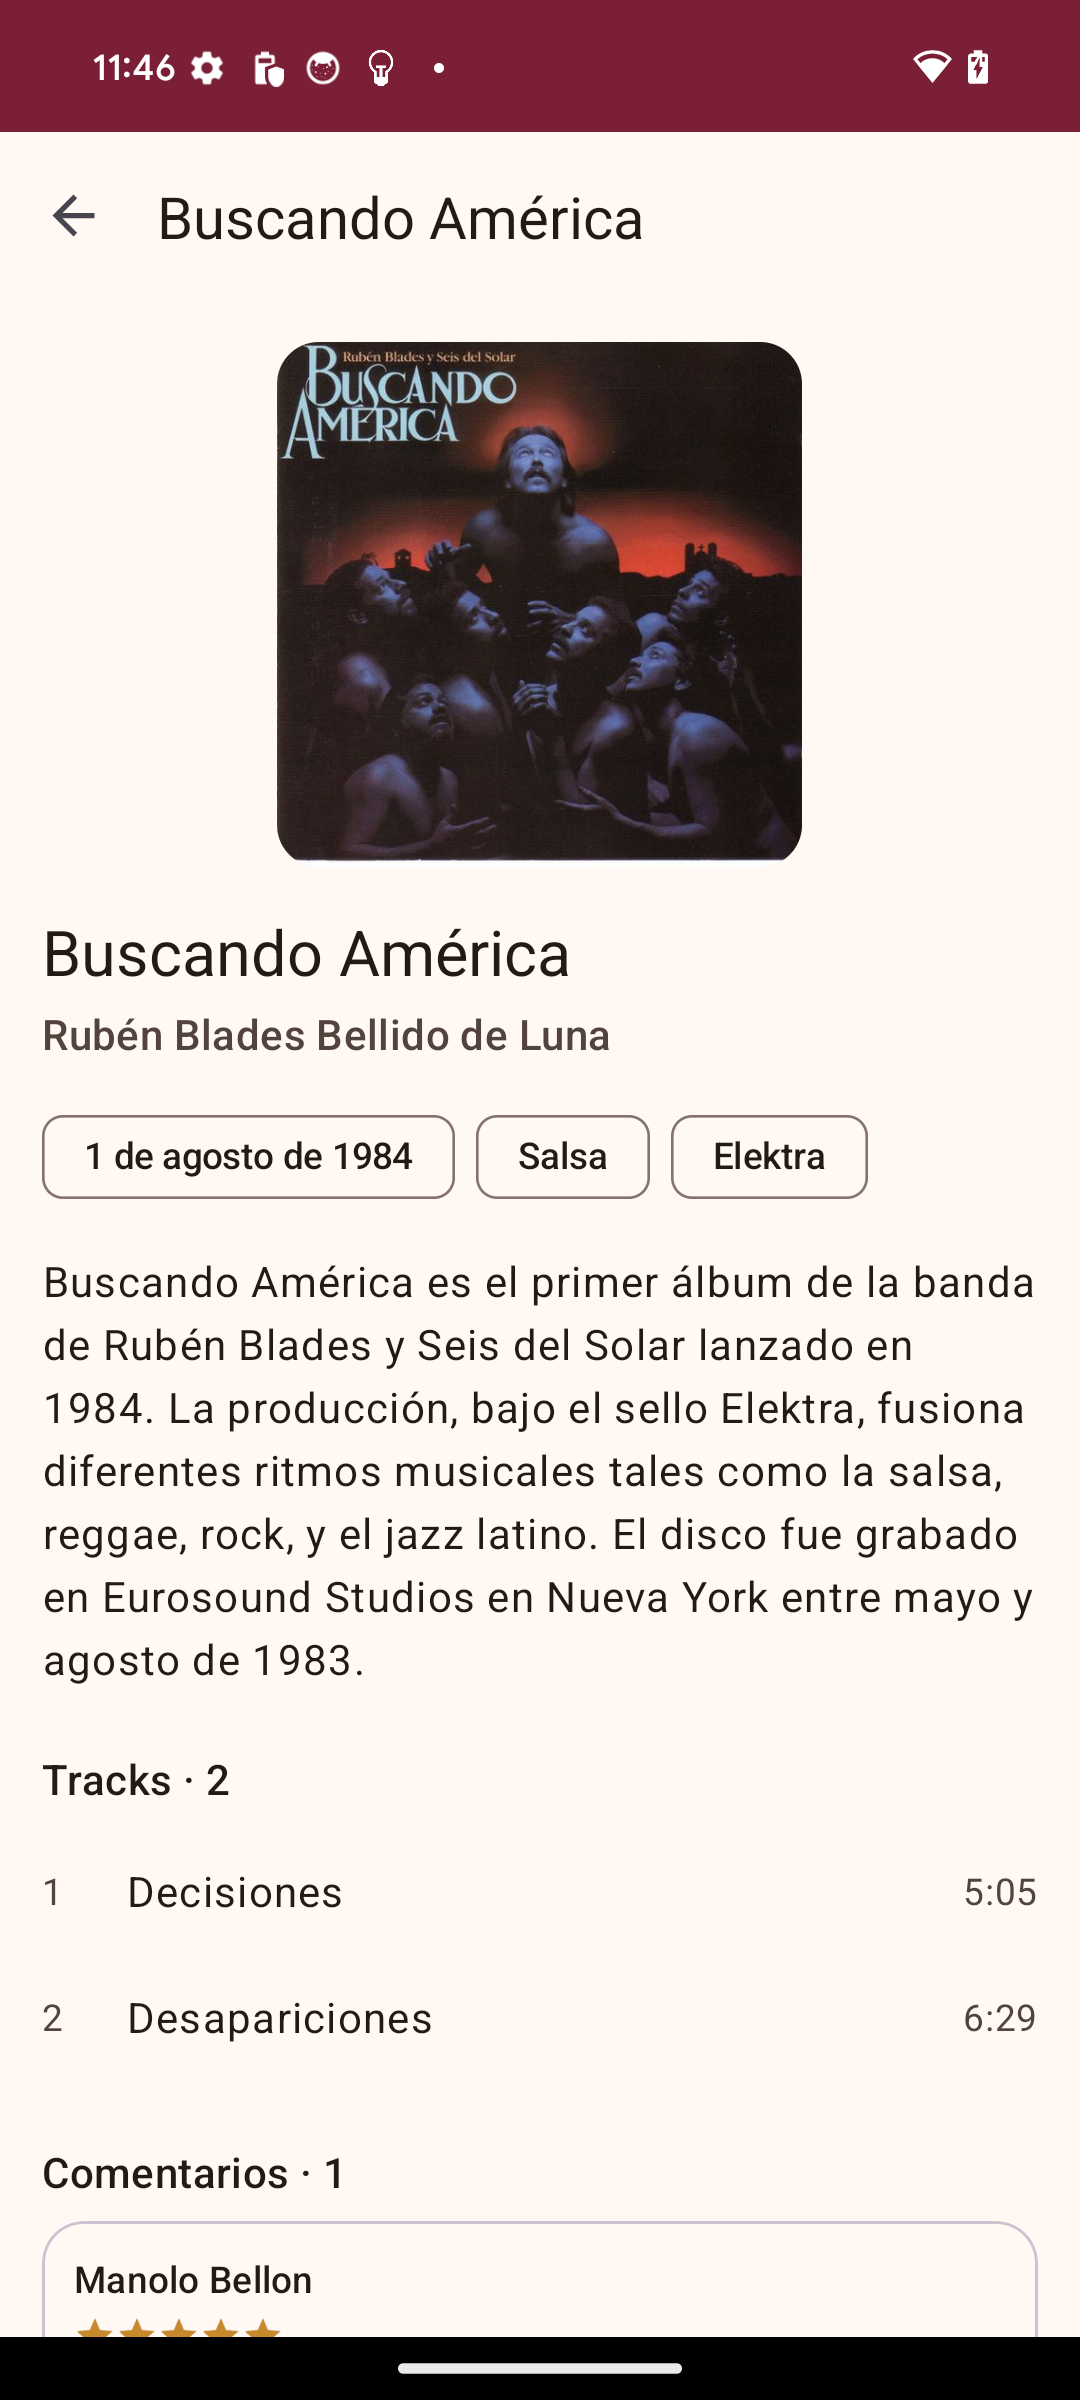 11:46
Buscando América
Rubén Blades y Seis del Solar
BUSCANDO
AMÉRICA
Buscando América
Rubén Blades Bellido de Luna
1 de agosto de 1984 Salsa Elektra
Buscando América es el primer álbum de la banda
de Rubén Blades y Seis del Solar lanzado en
1984. La producción, bajo el sello Elektra, fusiona
diferentes ritmos musicales tales como la salsa,
reggae, rock, y el jazz latino. El disco fue grabado
en Eurosound Studios en Nueva York entre mayo y
agosto de 1983.
Tracks · 2
1 Decisiones 5:05
2 Desapariciones 6:29
Comentarios · 1
Manolo Bellon